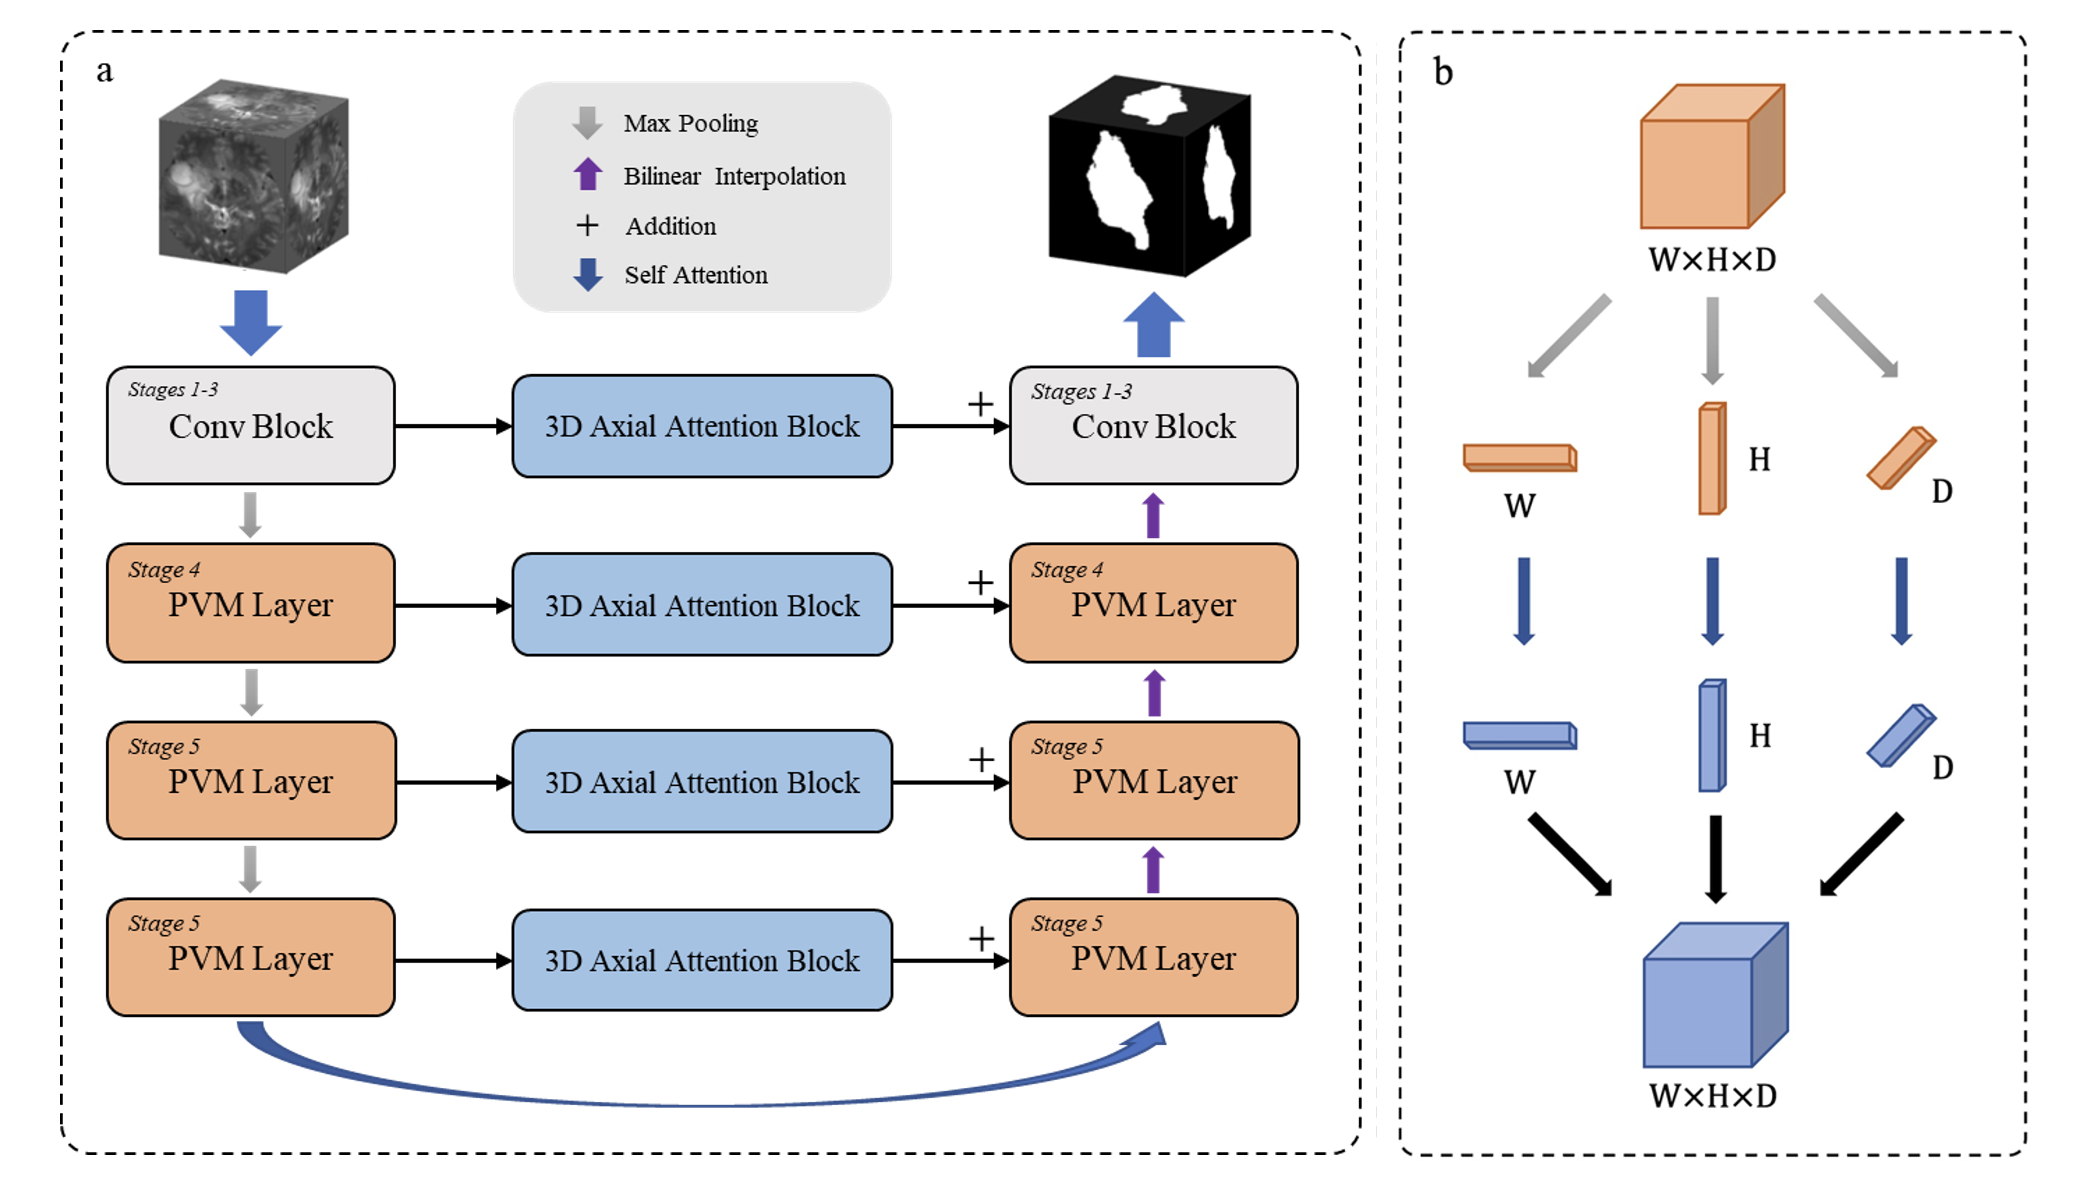 a
Max Pooling
Bilinear Interpolation
+ Addition
Self Attention
Stages 1-3
Conv Block
3D Axial Attention Block
+
Stages 1-3
Conv Block
Stage 4
PVM Layer
3D Axial Attention Block
+
Stage 4
PVM Layer
Stage 5
PVM Layer
3D Axial Attention Block
+
Stage 5
PVM Layer
Stage 5
PVM Layer
3D Axial Attention Block
+
Stage 5
PVM Layer
b
W×H×D
W
H
D
W
H
D
W×H×D